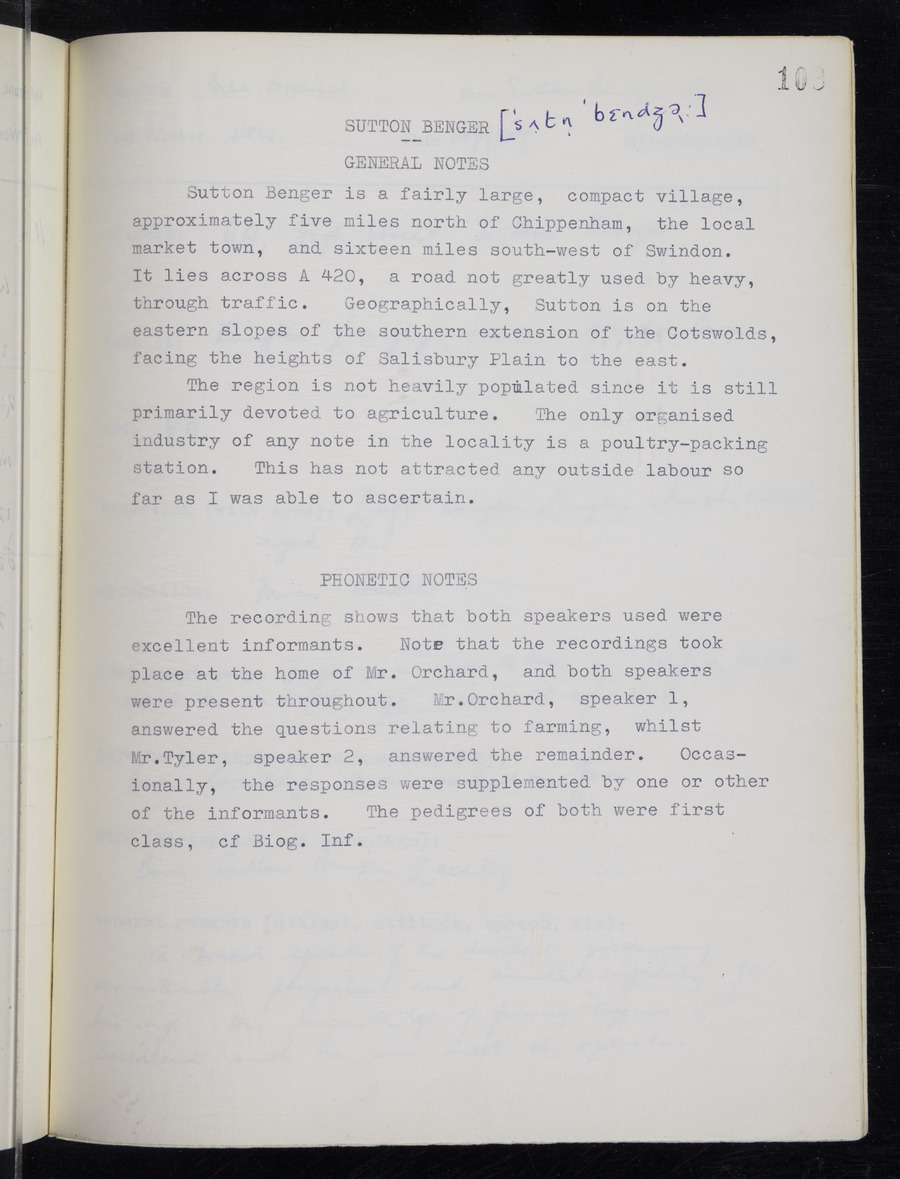 103
SUTTON BENGER [ˈsʌtn̩ ˈbɛndʒə˞ː]
GENERAL NOTES
Sutton Benger is a fairly large, compact village,
approximately five miles north of Chippenham, the local
market town, and sixteen miles south-west of Swindon.
It lies across A 420, a road not greatly used by heavy,
through traffic. Geographically, Sutton is on the
eastern slopes of the southern extension of the Cotswolds,
facing the heights of Salisbury Plain to the east.
The region is not heavily populated since it is still
primarily devoted to agriculture. The only organised
industry of any note in the locality is a poultry-packing
station. This has not attracted any outside labour so
far as I was able to ascertain.
PHONETIC NOTES
The recording shows that both speakers used were
excellent informants. Note that the recordings took
place at the home of Mr. Orchard, and both speakers
were present throughout. Mr.Orchard, speaker 1,
answered the questions relating to farming, whilst
Mr.Tyler, speaker 2, answered the remainder. Occas-
ionally, the responses were supplemented by one or other
of the informants. The pedigrees of both were first
class, cf Biog. Inf.